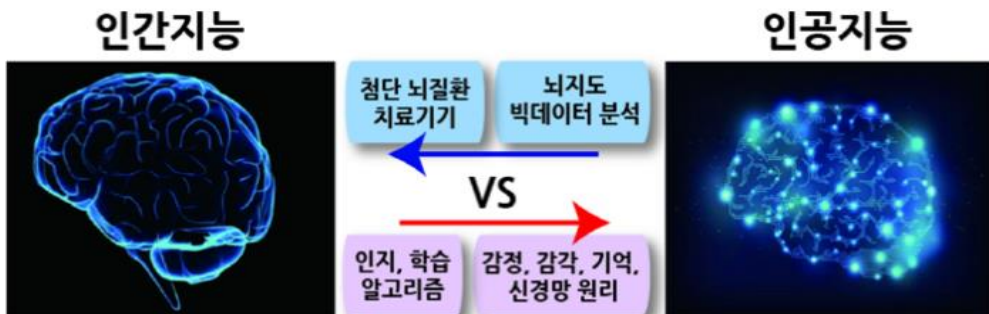 인간지능
인공지능
첨단 뇌질환
치료기기
뇌지도
빅데이터 분석
VS
인지, 학습
알고리즘
감정, 감각, 기억,
신경망 원리